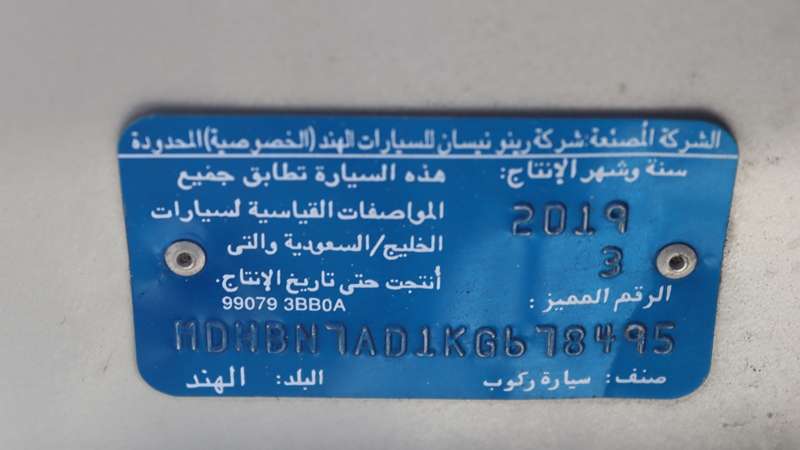 الشركة المصنعة: شركة رينو نيسان للسيارات الهند (الخصوصية) المحدودة
سنة وشهر الإنتاج:
2019
3
هذه السيارة تطابق جميع
المواصفات القياسية لسيارات
الخليج/السعودية والتى
أنتجت حتى تاريخ الإنتاج.
99079 3BB0A
الرقم المميز :
MDHBN7AD1KG678495
صنف : سيارة ركوب
البلد: الهند